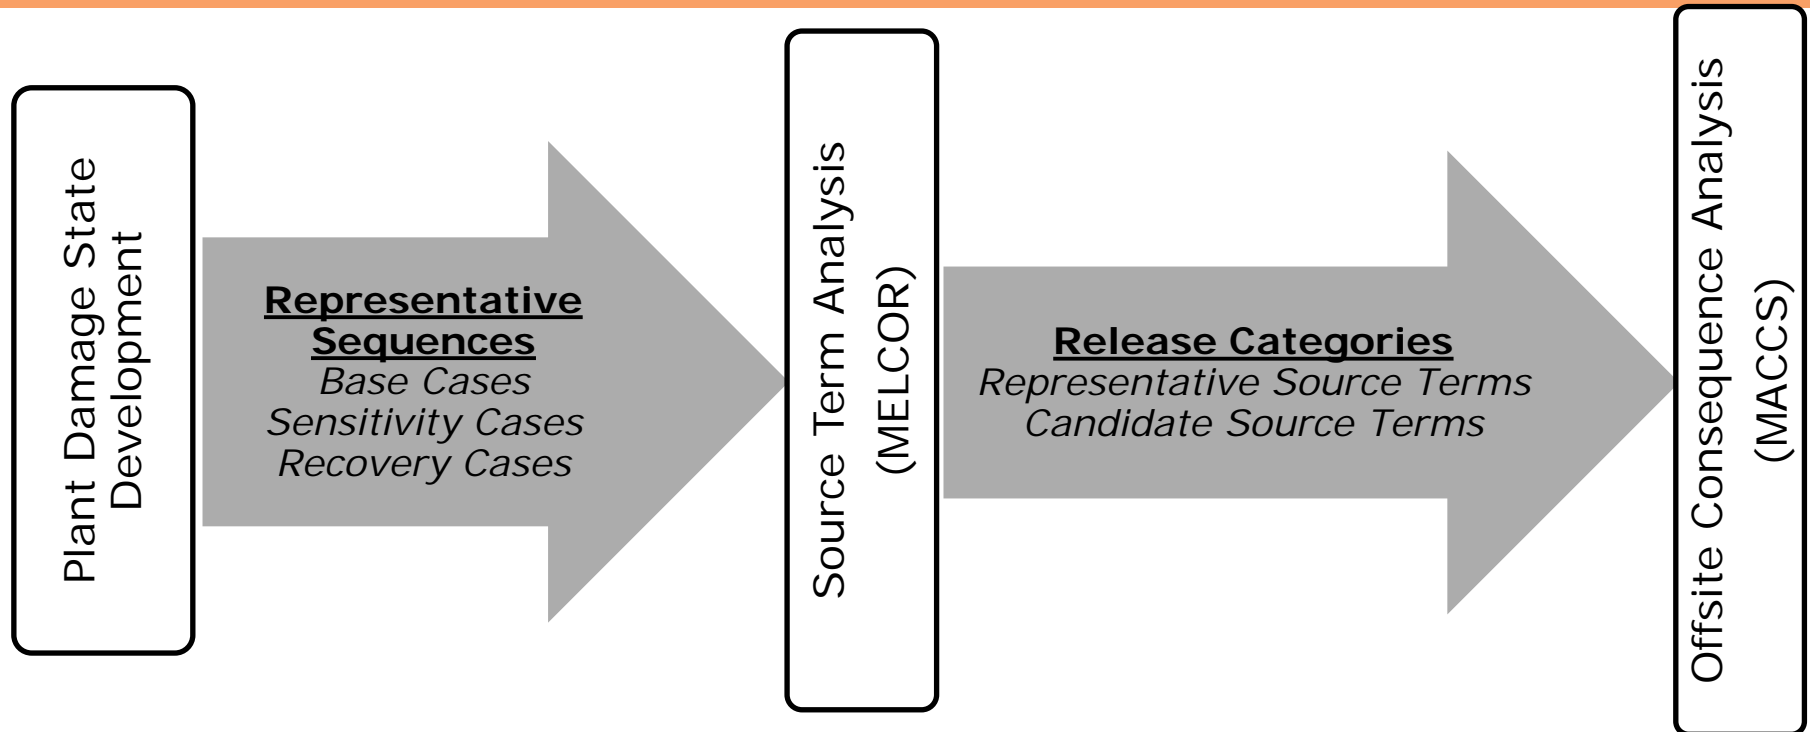 Plant Damage State
Development
Representative
Sequences
Base Cases
Sensitivity Cases
Recovery Cases
Source Term Analysis
(MELCOR)
Release Categories
Representative Source Terms
Candidate Source Terms
Offsite Consequence Analysis
(MACCS)